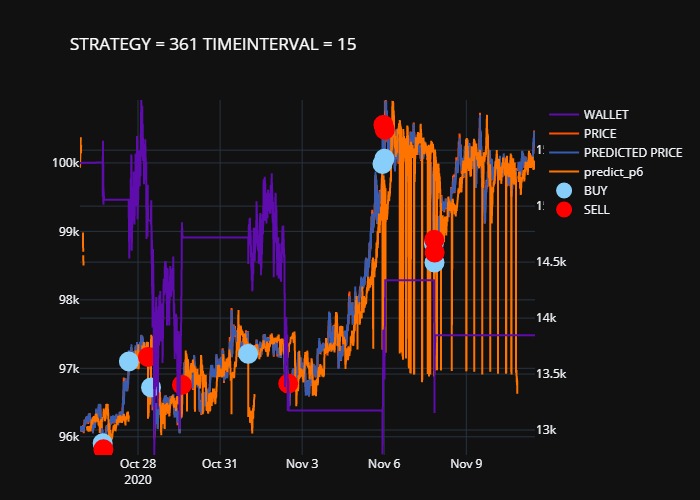 STRATEGY = 361 TIMEINTERVAL = 15
WALLET
PRICE
PREDICTED PRICE
predict_p6
BUY
SELL
100k
99k
98k
97k
96k
14.5k
14k
13.5k
13k
Oct 28
2020
Oct 31
Nov 3
Nov 6
Nov 9